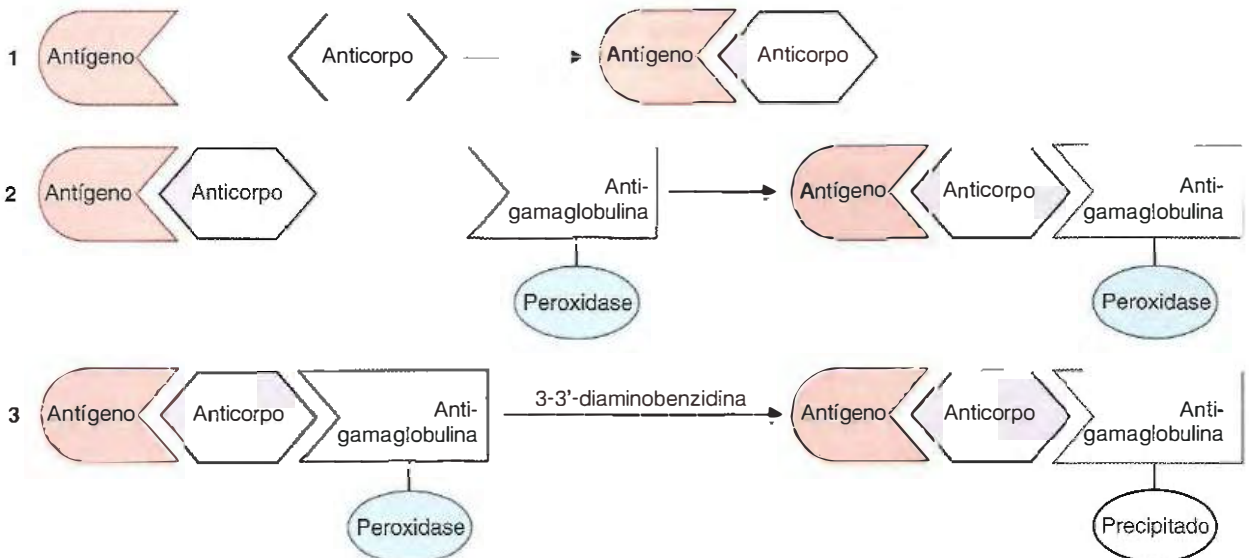 1 Antígeno Anticorpo Antígeno Anticorpo
2 Antígeno Anticorpo Anti-
gamaglobulina Antígeno Anticorpo Anti-
gamaglobulina
Peroxidase Peroxidase
3 Antígeno Anticorpo Anti-
gamaglobulina 3-3'-diaminobenzidina Antígeno Anticorpo Anti-
gamaglobulina
Peroxidase Precipitado